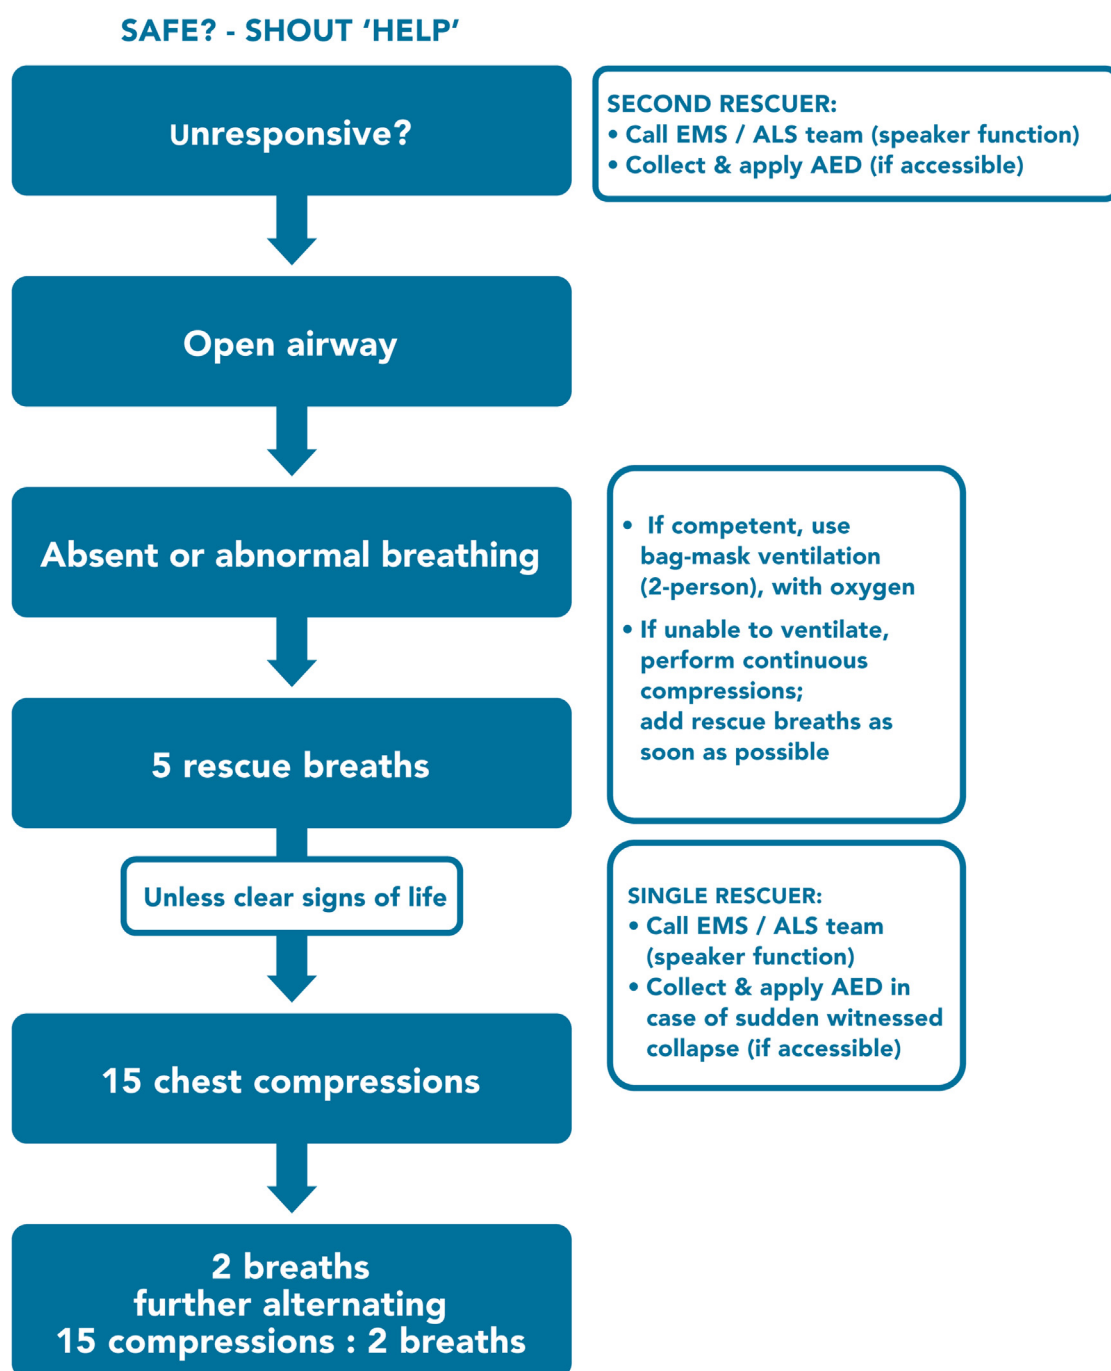 SAFE? - SHOUT ‘HELP’
Unresponsive?
SECOND RESCUER:
• Call EMS / ALS team (speaker function)
• Collect & apply AED (if accessible)
Open airway
Absent or abnormal breathing
• If competent, use
bag-mask ventilation
(2-person), with oxygen
• If unable to ventilate,
perform continuous
compressions;
add rescue breaths as
soon as possible
5 rescue breaths
Unless clear signs of life
SINGLE RESCUER:
• Call EMS / ALS team
(speaker function)
• Collect & apply AED in
case of sudden witnessed
collapse (if accessible)
15 chest compressions
2 breaths
further alternating
15 compressions : 2 breaths